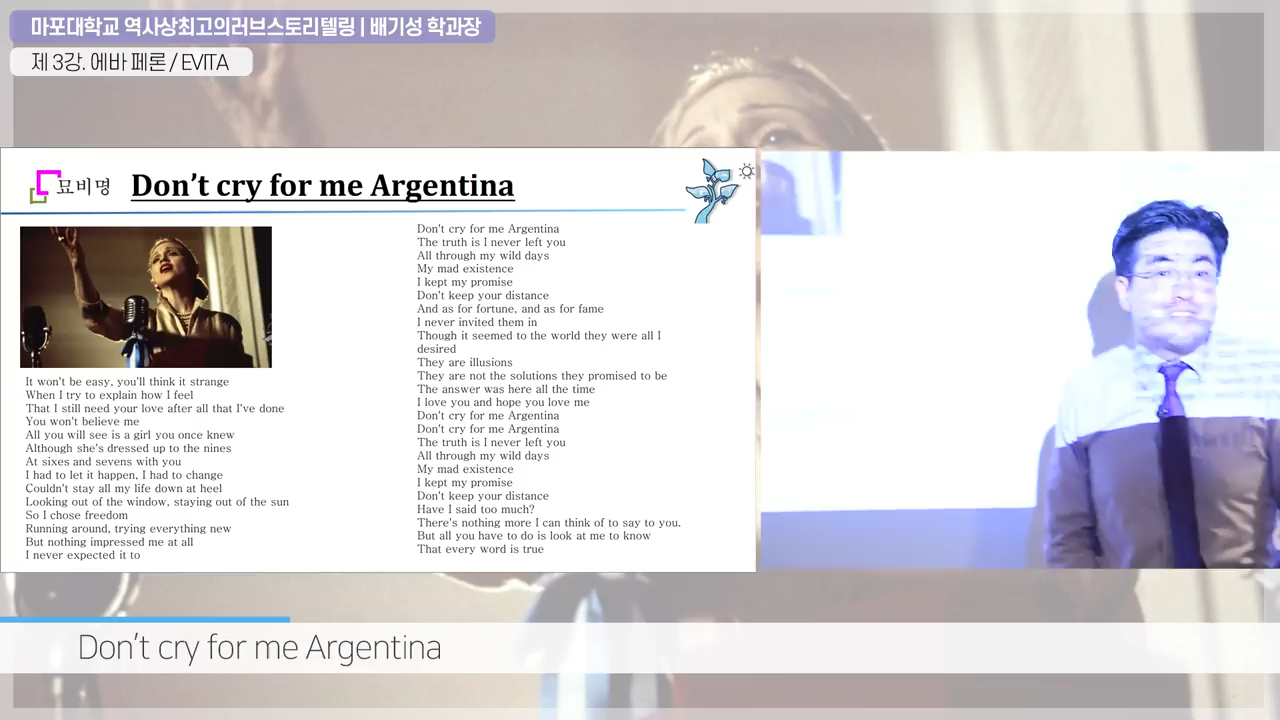 마포대학교 역사상최고의러브스토리텔링 | 배기성 학과장
제 3강. 에바 페론 / EVITA
묘비명 Don't cry for me Argentina
It won't be easy, you'll think it strange
When I try to explain how I feel
That I still need your love after all that I've done
You won't believe me
All you will see is a girl you once knew
Although she's dressed up to the nines
At sixes and sevens with you
I had to let it happen, I had to change
Couldn't stay all my life down at heel
Looking out of the window, staying out of the sun
So I chose freedom
Running around, trying everything new
But nothing impressed me at all
I never expected it to
Don't cry for me Argentina
The truth is I never left you
All through my wild days
My mad existence
I kept my promise
Don't keep your distance
And as for fortune, and as for fame
I never invited them in
Though it seemed to the world they were all I
desired
They are illusions
They are not the solutions they promised to be
The answer was here all the time
I love you and hope you love me
Don't cry for me Argentina
Don't cry for me Argentina
The truth is I never left you
All through my wild days
My mad existence
I kept my promise
Don't keep your distance
Have I said too much?
There's nothing more I can think of to say to you.
But all you have to do is look at me to know
That every word is true
Don't cry for me Argentina